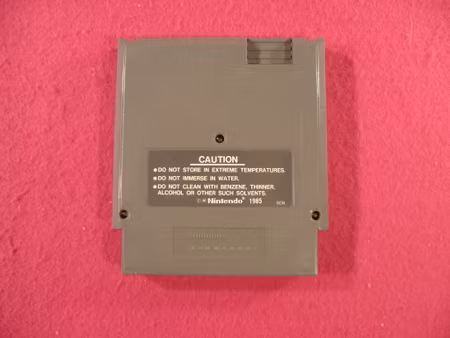 CAUTION
●DO NOT STORE IN EXTREME TEMPERATURES.
●DO NOT IMMERSE IN WATER.
●DO NOT CLEAN WITH BENZENE, THINNER,
ALCOHOL OR OTHER SUCH SOLVENTS.
Nintendo® 1985